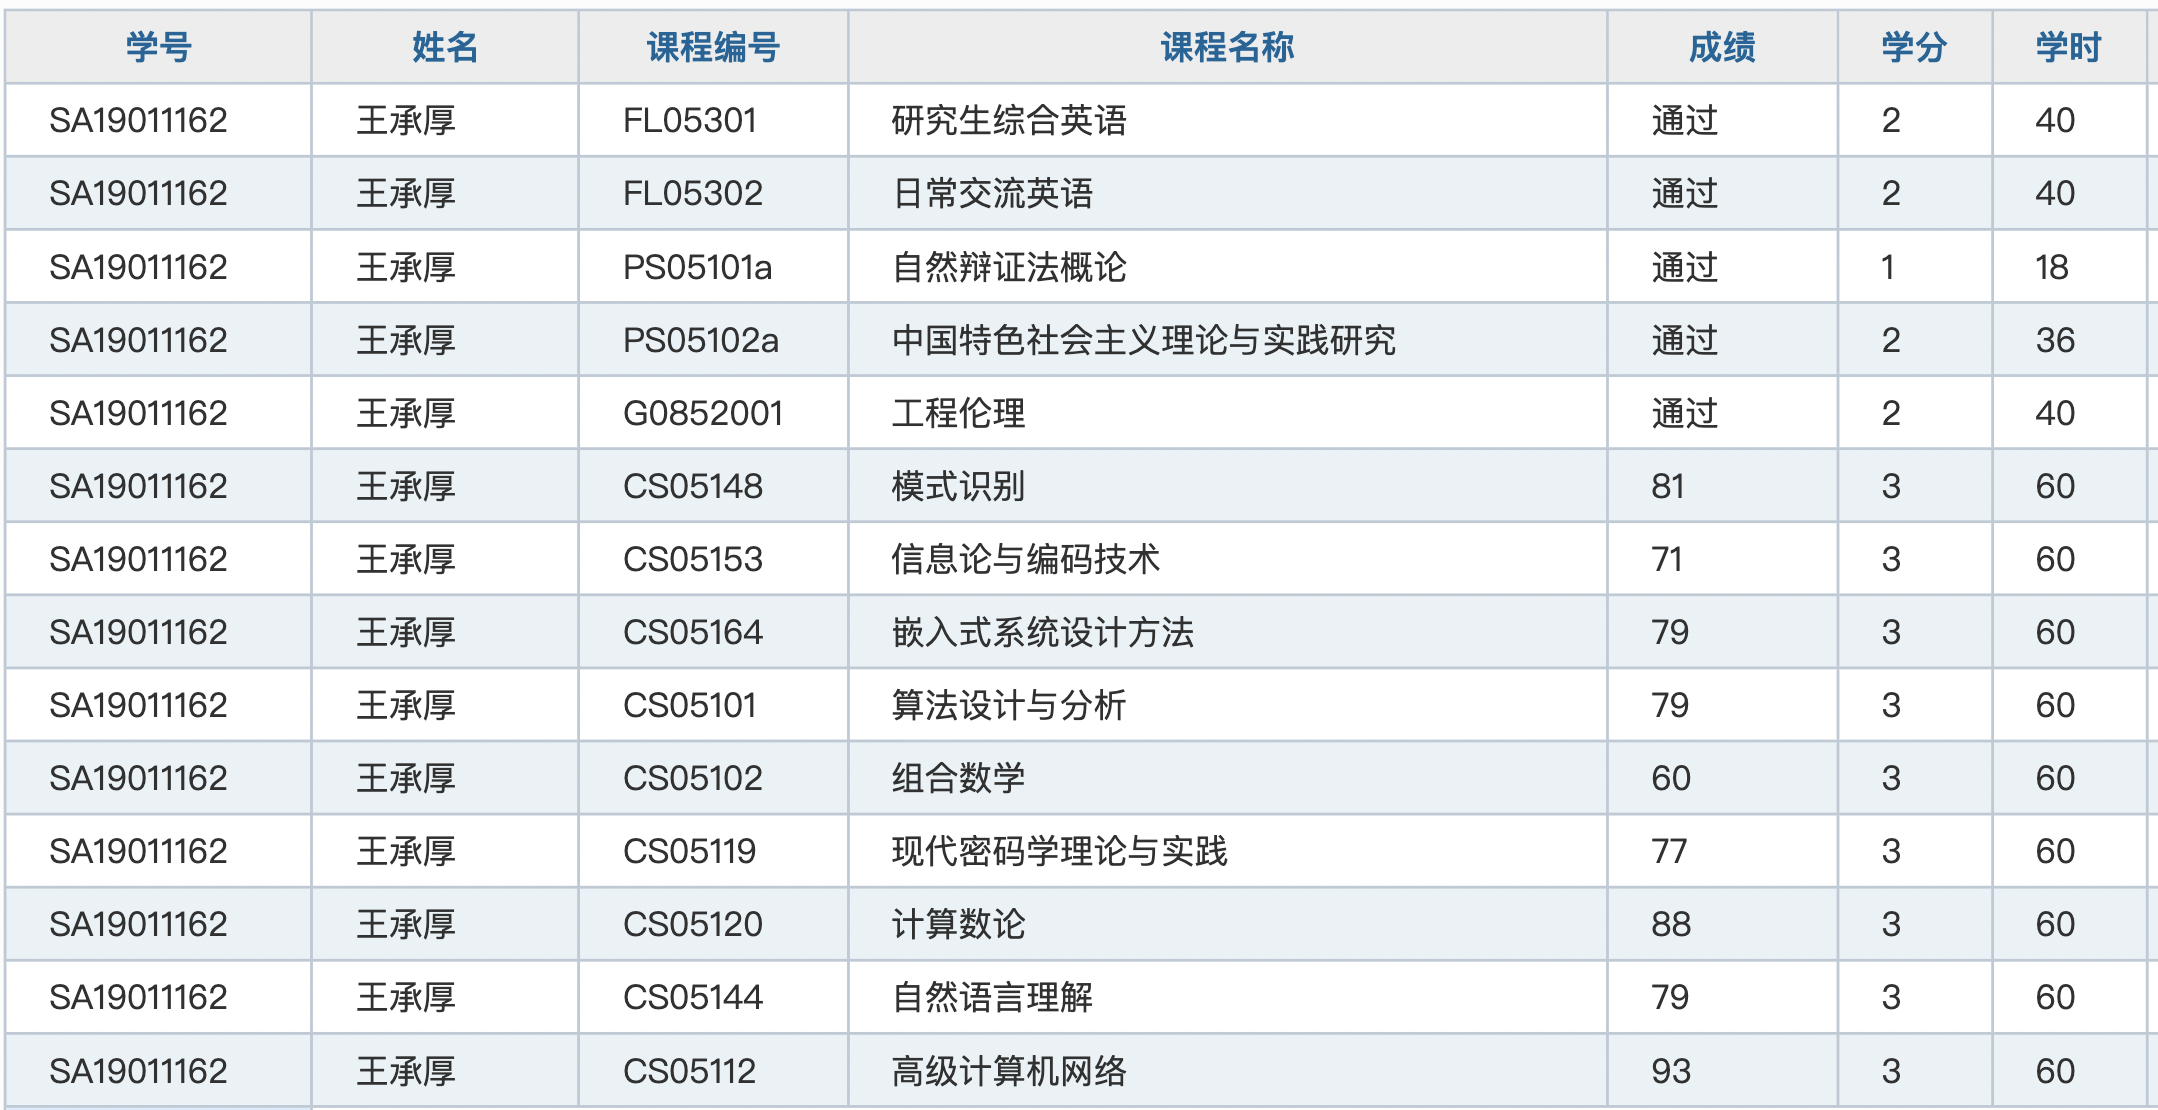 学号 姓名 课程编号 课程名称 成绩 学分 学时
SA19011162 王承厚 FL05301 研究生综合英语 通过 2 40
SA19011162 王承厚 FL05302 日常交流英语 通过 2 40
SA19011162 王承厚 PS05101a 自然辩证法概论 通过 1 18
SA19011162 王承厚 PS05102a 中国特色社会主义理论与实践研究 通过 2 36
SA19011162 王承厚 G0852001 工程伦理 通过 2 40
SA19011162 王承厚 CS05148 模式识别 81 3 60
SA19011162 王承厚 CS05153 信息论与编码技术 71 3 60
SA19011162 王承厚 CS05164 嵌入式系统设计方法 79 3 60
SA19011162 王承厚 CS05101 算法设计与分析 79 3 60
SA19011162 王承厚 CS05102 组合数学 60 3 60
SA19011162 王承厚 CS05119 现代密码学理论与实践 77 3 60
SA19011162 王承厚 CS05120 计算数论 88 3 60
SA19011162 王承厚 CS05144 自然语言理解 79 3 60
SA19011162 王承厚 CS05112 高级计算机网络 93 3 60